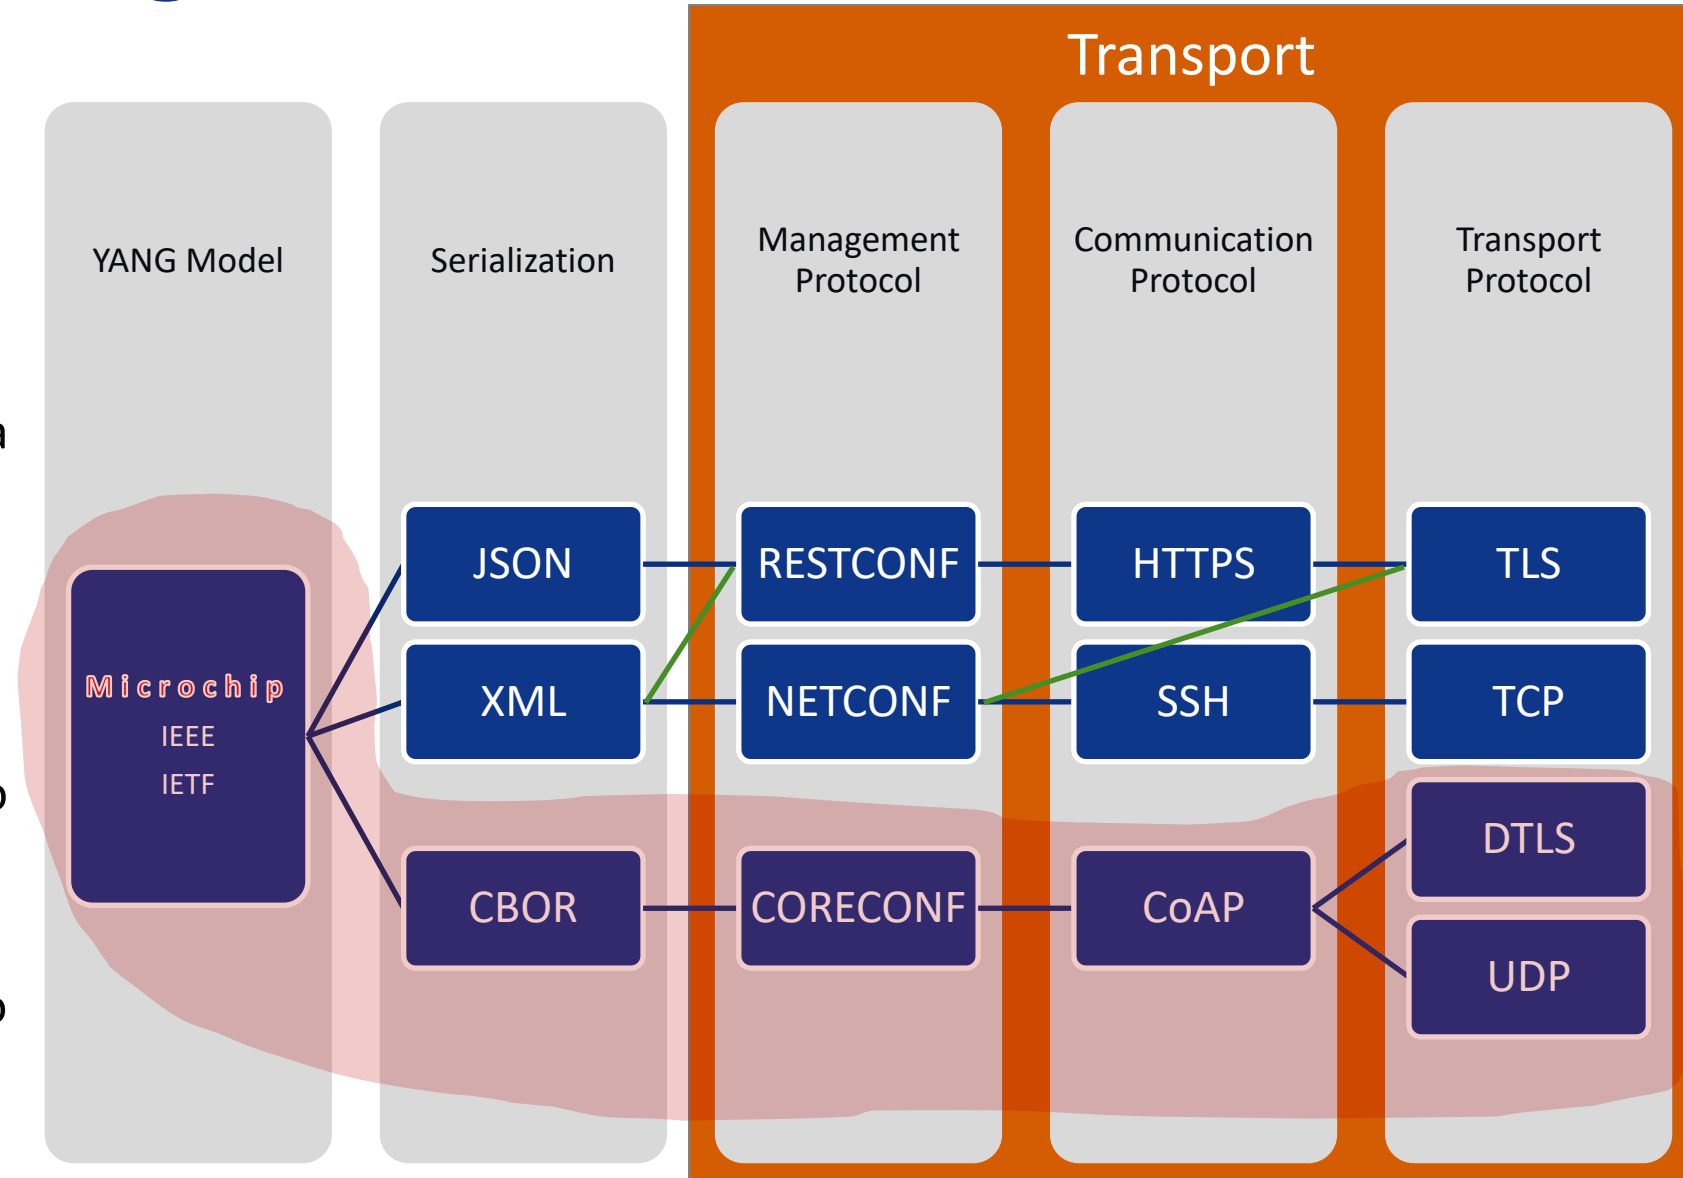 Transport
YANG Model
Serialization
Management
Protocol
Communication
Protocol
Transport
Protocol
JSON
RESTCONF
HTTPS
TLS
Microchip
IEEE
IETF
XML
NETCONF
SSH
TCP
CBOR
CORECONF
CoAP
DTLS
UDP